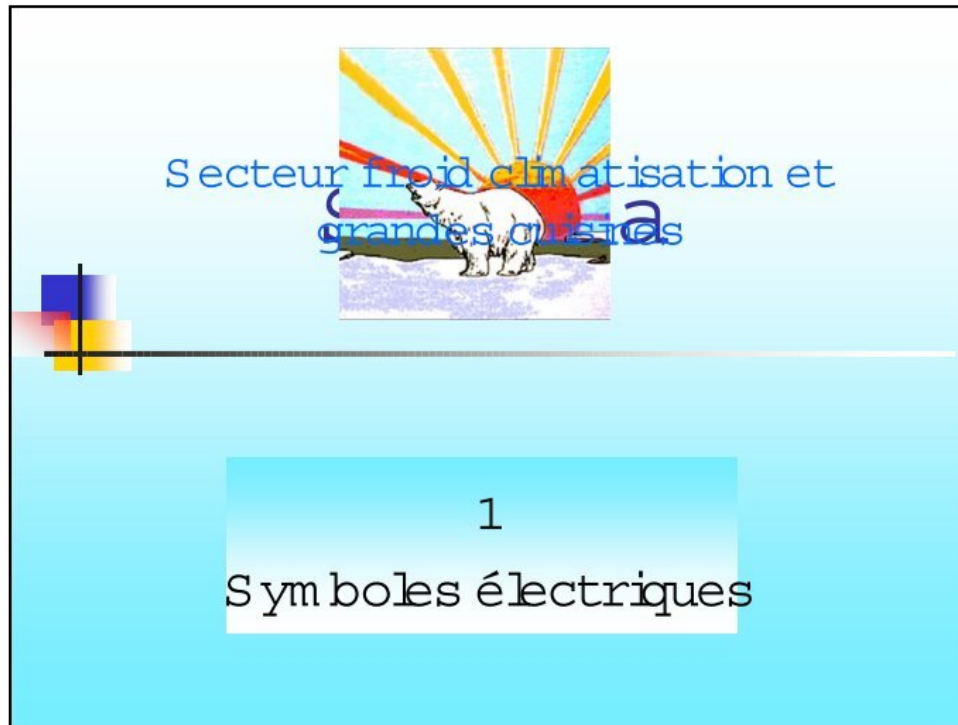 Secteur froid climatisation et
grandes cuisines
1
Symboles électriques